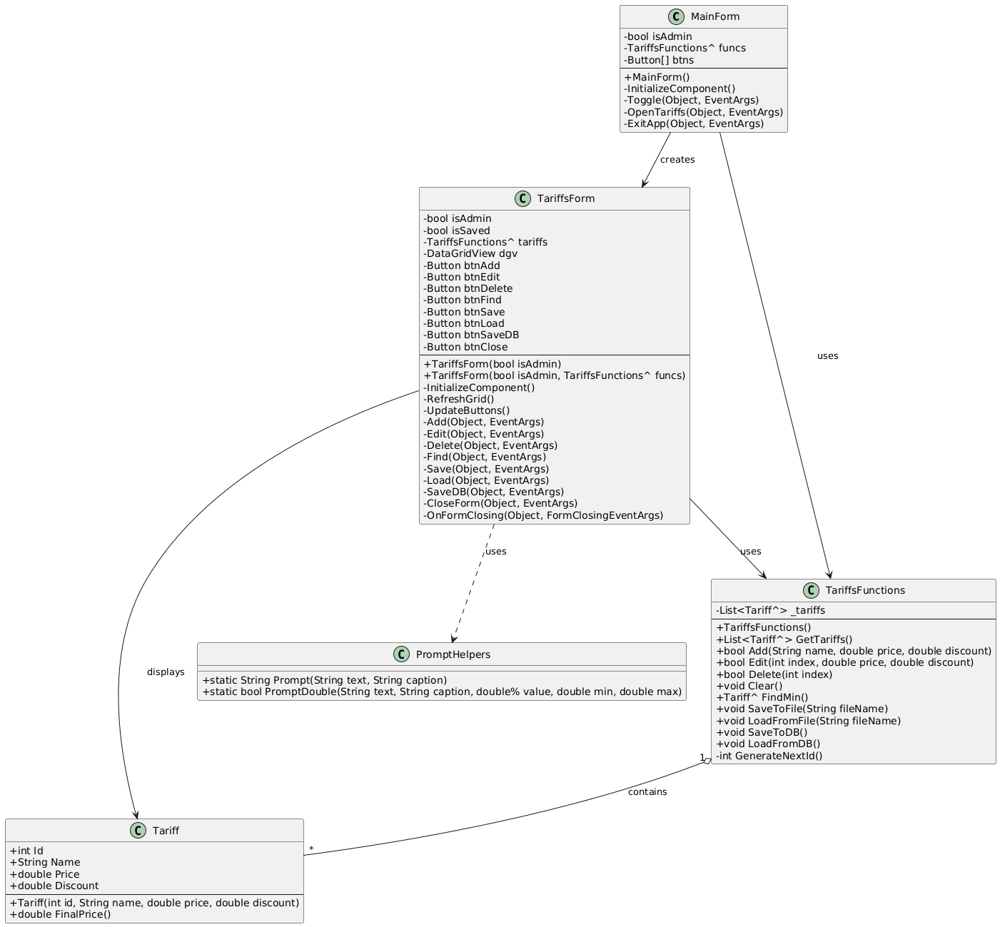 C MainForm
-bool isAdmin
-TariffsFunctions^ funcs
-Button[] btns
+MainForm()
-InitializeComponent()
-Toggle(Object, EventArgs)
-OpenTariffs(Object, EventArgs)
-ExitApp(Object, EventArgs)
creates
C TariffsForm
-bool isAdmin
-bool isSaved
-TariffsFunctions^ tariffs
-DataGridView dgv
-Button btnAdd
-Button btnEdit
-Button btnDelete
-Button btnFind
-Button btnSave
-Button btnLoad
-Button btnSaveDB
-Button btnClose
+TariffsForm(bool isAdmin)
+TariffsForm(bool isAdmin, TariffsFunctions^ funcs)
-InitializeComponent()
-RefreshGrid()
-UpdateButtons()
-Add(Object, EventArgs)
-Edit(Object, EventArgs)
-Delete(Object, EventArgs)
-Find(Object, EventArgs)
-Save(Object, EventArgs)
-Load(Object, EventArgs)
-SaveDB(Object, EventArgs)
-CloseForm(Object, EventArgs)
-OnFormClosing(Object, FormClosingEventArgs)
uses
uses
uses
C TariffsFunctions
-List<Tariff^> _tariffs
+TariffsFunctions()
+List<Tariff^> GetTariffs()
+bool Add(String name, double price, double discount)
+bool Edit(int index, double price, double discount)
+bool Delete(int index)
+void Clear()
+Tariff^ FindMin()
+void SaveToFile(String fileName)
+void LoadFromFile(String fileName)
+void SaveToDB()
+void LoadFromDB()
-int GenerateNextId()
C PromptHelpers
+static String Prompt(String text, String caption)
+static bool PromptDouble(String text, String caption, double% value, double min, double max)
displays
1
contains
*
C Tariff
+int Id
+String Name
+double Price
+double Discount
+Tariff(int id, String name, double price, double discount)
+double FinalPrice()